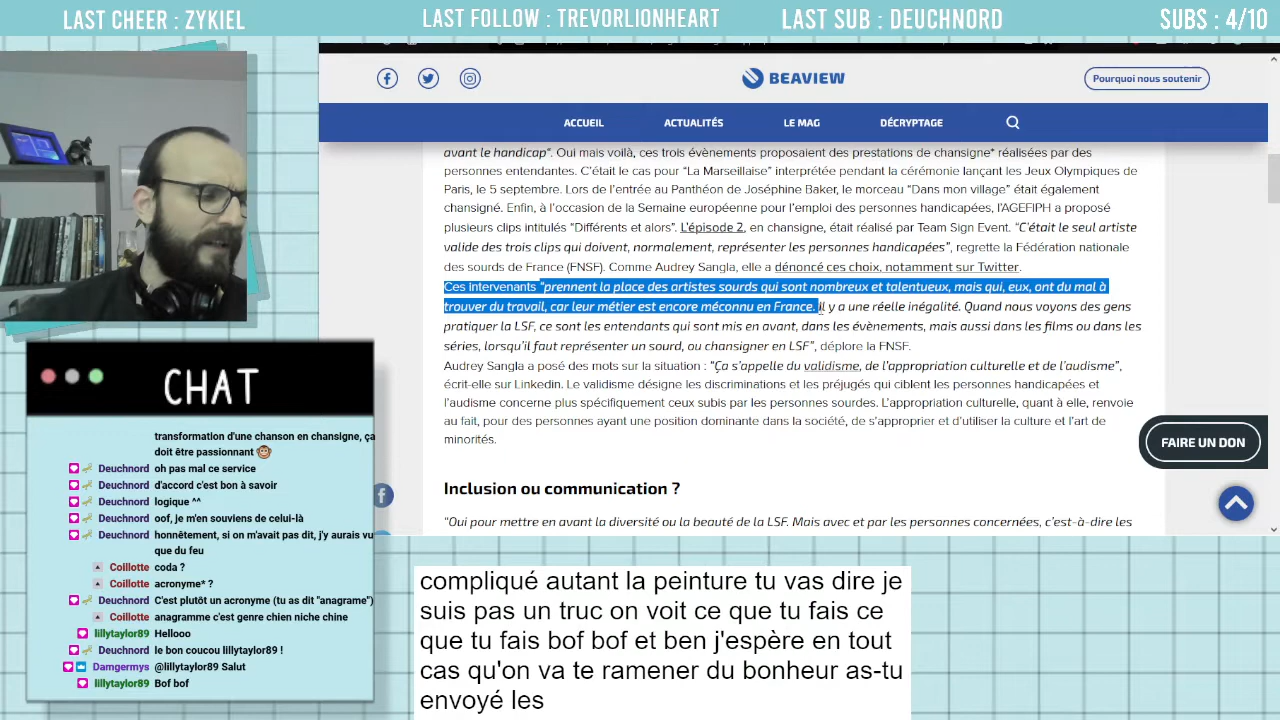 LAST CHEER : ZYKIEL
LAST FOLLOW : TREVORLIONHEART
LAST SUB : DEUCHNORD
SUBS : 4/10
BEAVIEW
Pourquoi nous soutenir
ACCUEIL
ACTUALITÉS
LE MAG
DÉCRYPTAGE
avant le handicap". Oui mais voilà, ces trois évènements proposaient des prestations de chansigne* réalisées par des
personnes entendantes. C'était le cas pour "La Marseillaise" interprétée pendant la cérémonie lançant les Jeux Olympiques de
Paris, le 5 septembre. Lors de l'entrée au Panthéon de Joséphine Baker, le morceau "Dans mon village" était également
chansigné. Enfin, à l'occasion de la Semaine européenne pour l'emploi des personnes handicapées, l'AGEFIPH a proposé
plusieurs clips intitulés "Différents et alors". L'épisode 2, en chansigne, était réalisé par Team Sign Event. "C'était le seul artiste
valide des trois clips qui doivent, normalement, représenter les personnes handicapées", regrette la Fédération nationale
des sourds de France (FNSF). Comme Audrey Sangla, elle a dénoncé ces choix, notamment sur Twitter.
Ces intervenants "prennent la place des artistes sourds qui sont nombreux et talentueux, mais qui, eux, ont du mal à
trouver du travail, car leur métier est encore méconnu en France. Il y a une réelle inégalité. Quand nous voyons des gens
pratiquer la LSF, ce sont les entendants qui sont mis en avant, dans les évènements, mais aussi dans les films ou dans les
séries, lorsqu'il faut représenter un sourd, ou chansigner en LSF", déplore la FNSF.
Audrey Sangla a posé des mots sur la situation : "Ça s'appelle du validisme, de l'appropriation culturelle et de l'audisme",
écrit-elle sur Linkedin. Le validisme désigne les discriminations et les préjugés qui ciblent les personnes handicapées et
l'audisme concerne plus spécifiquement ceux subis par les personnes sourdes. L'appropriation culturelle, quant à elle, renvoie
au fait, pour des personnes ayant une position dominante dans la société, de s'approprier et d'utiliser la culture et l'art de
minorités.
FAIRE UN DON
Inclusion ou communication ?
"Oui pour mettre en avant la diversité ou la beauté de la LSF. Mais avec et par les personnes concernées, c'est-à-dire les
CHAT
transformation d'une chanson en chansigne, ça
doit être passionnant
Deuchnord oh pas mal ce service
Deuchnord d'accord c'est bon à savoir
Deuchnord logique ^^
Deuchnord oof, je m'en souviens de celui-là
Deuchnord honnêtement, si on m'avait pas dit, j'y aurais vu
que du feu
Coillotte coda ?
Coillotte acronyme* ?
Deuchnord C'est plutôt un acronyme (tu as dit "anagrame")
Coillotte anagramme c'est genre chien niche chine
lillytaylor89 Hellooo
Deuchnord le bon coucou lillytaylor89 !
Damgermys @lillytaylor89 Salut
lillytaylor89 Bof bof
compliqué autant la peinture tu vas dire je
suis pas un truc on voit ce que tu fais ce
que tu fais bof bof et ben j'espère en tout
cas qu'on va te ramener du bonheur as-tu
envoyé les